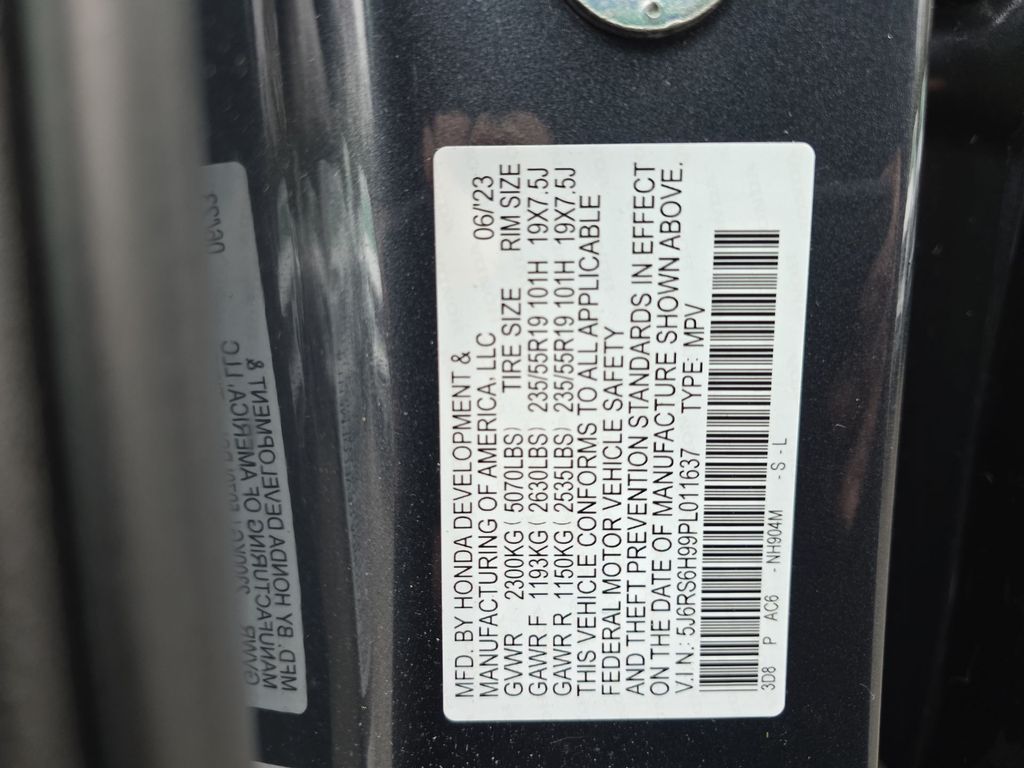 MFD. BY HONDA DEVELOPMENT &
MANUFACTURING OF AMERICA, LLC 06/'23
GVWR 2300KG ( 5070LBS) TIRE SIZE RIM SIZE
GAWR F 1193KG ( 2630LBS) 235/55R19 101H 19X7.5J
GAWR R 1150KG ( 2535LBS) 235/55R19 101H 19X7.5J
THIS VEHICLE CONFORMS TO ALL APPLICABLE
FEDERAL MOTOR VEHICLE SAFETY
AND THEFT PREVENTION STANDARDS IN EFFECT
ON THE DATE OF MANUFACTURE SHOWN ABOVE.
V.I.N.: 5J6RS6H99PL011637 TYPE: MPV
3D8 P AC6 - NH904M - S - L